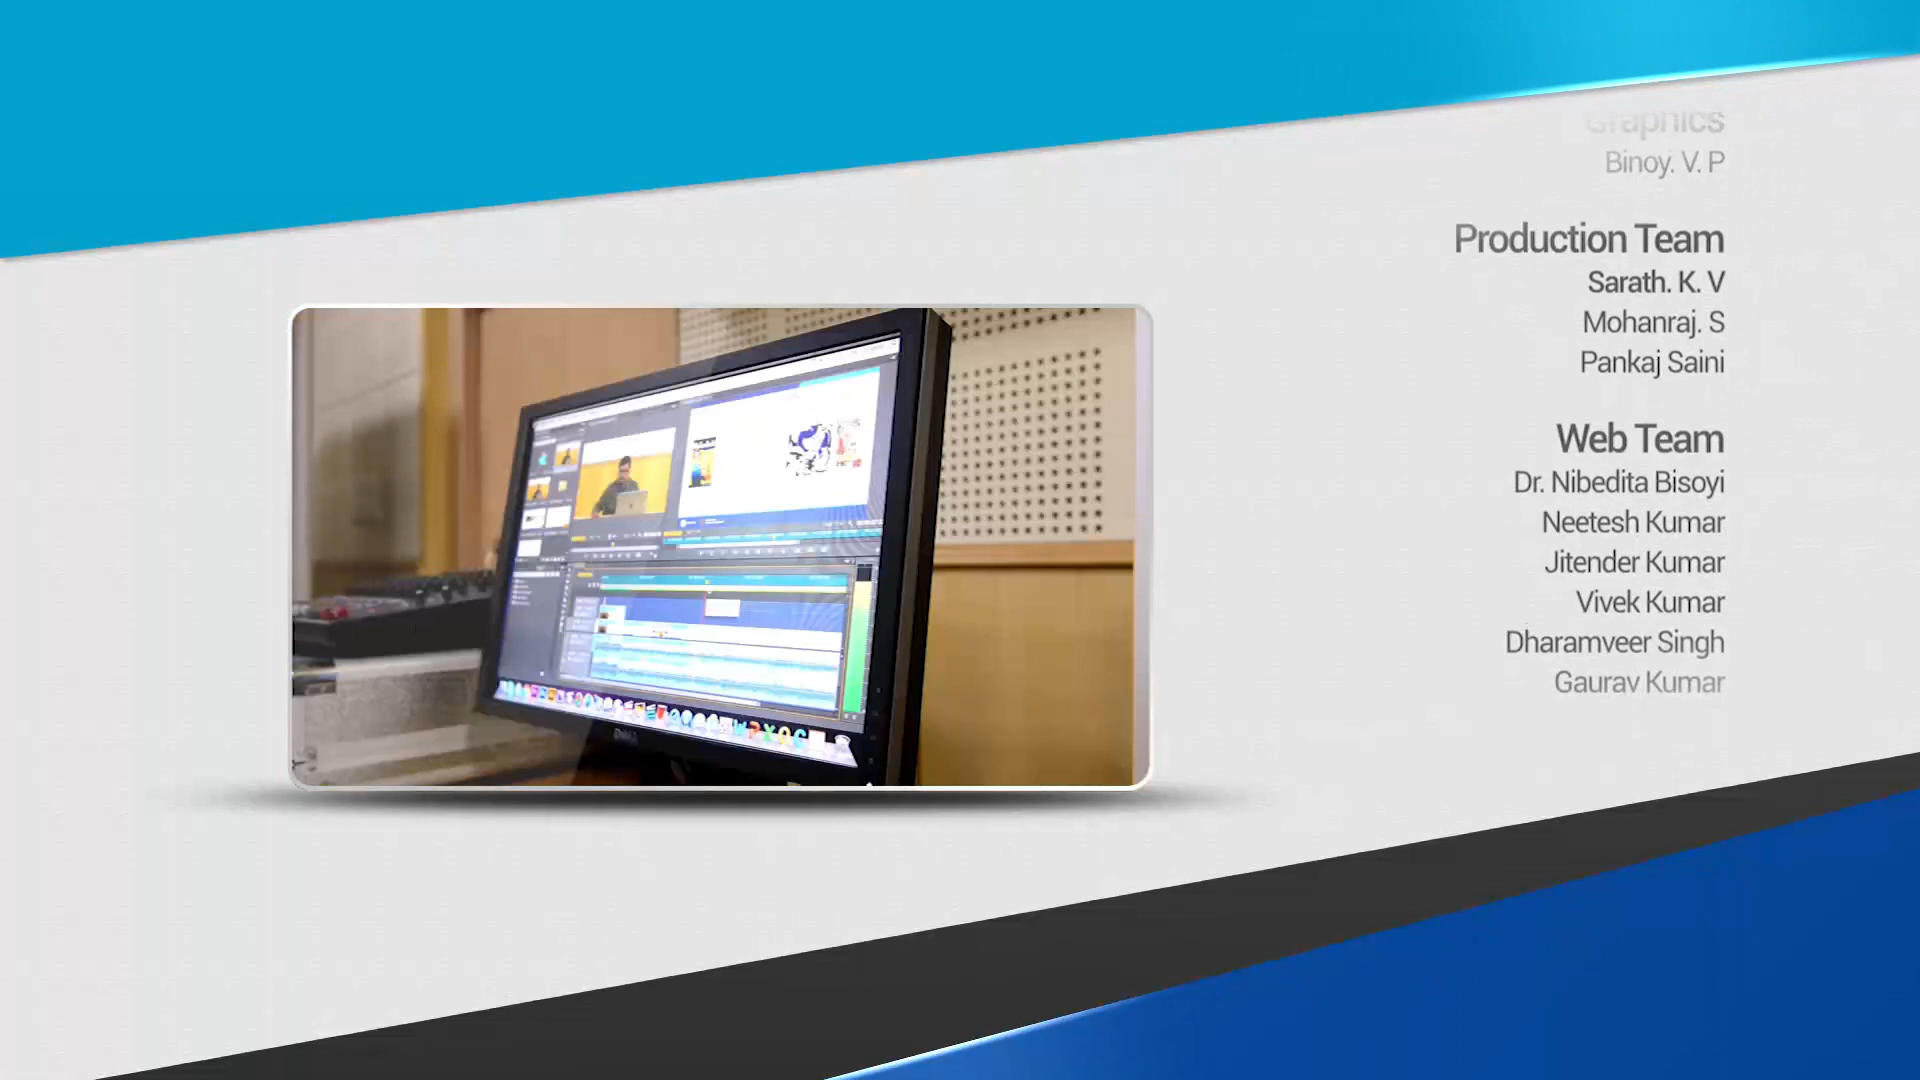 Graphics
Binoy. V. P
Production Team
Sarath. K. V
Mohanraj. S
Pankaj Saini
Web Team
Dr. Nibedita Bisoyi
Neetesh Kumar
Jitender Kumar
Vivek Kumar
Dharamveer Singh
Gaurav Kumar